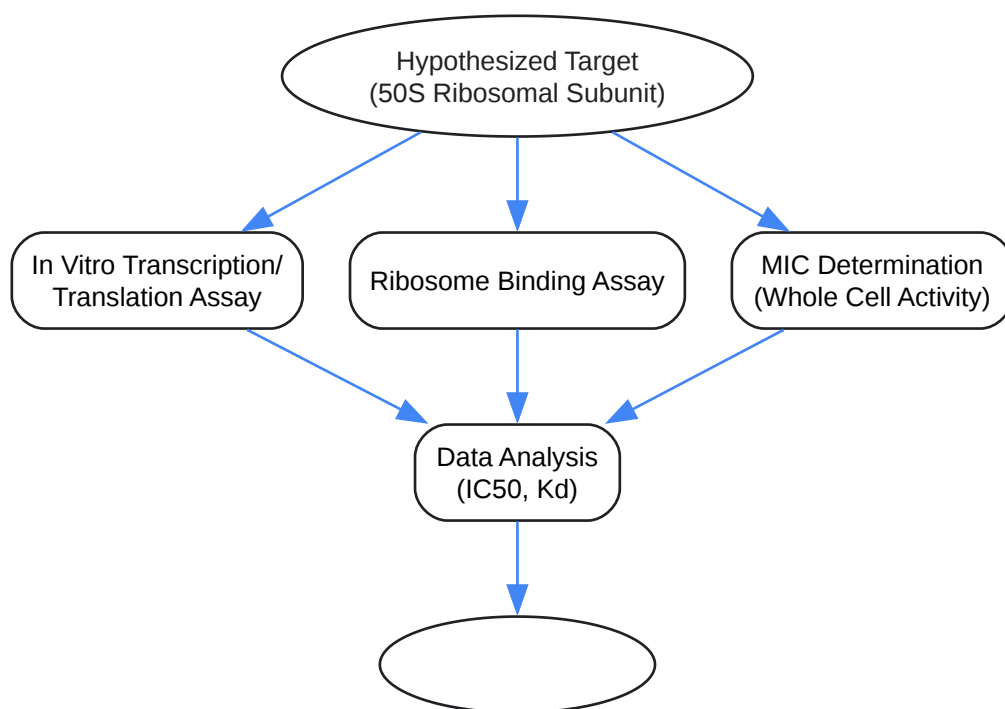 Hypothesized Target
(50S Ribosomal Subunit)
In Vitro Transcription/
Translation Assay
Ribosome Binding Assay
MIC Determination
(Whole Cell Activity)
Data Analysis
(IC50, Kd)